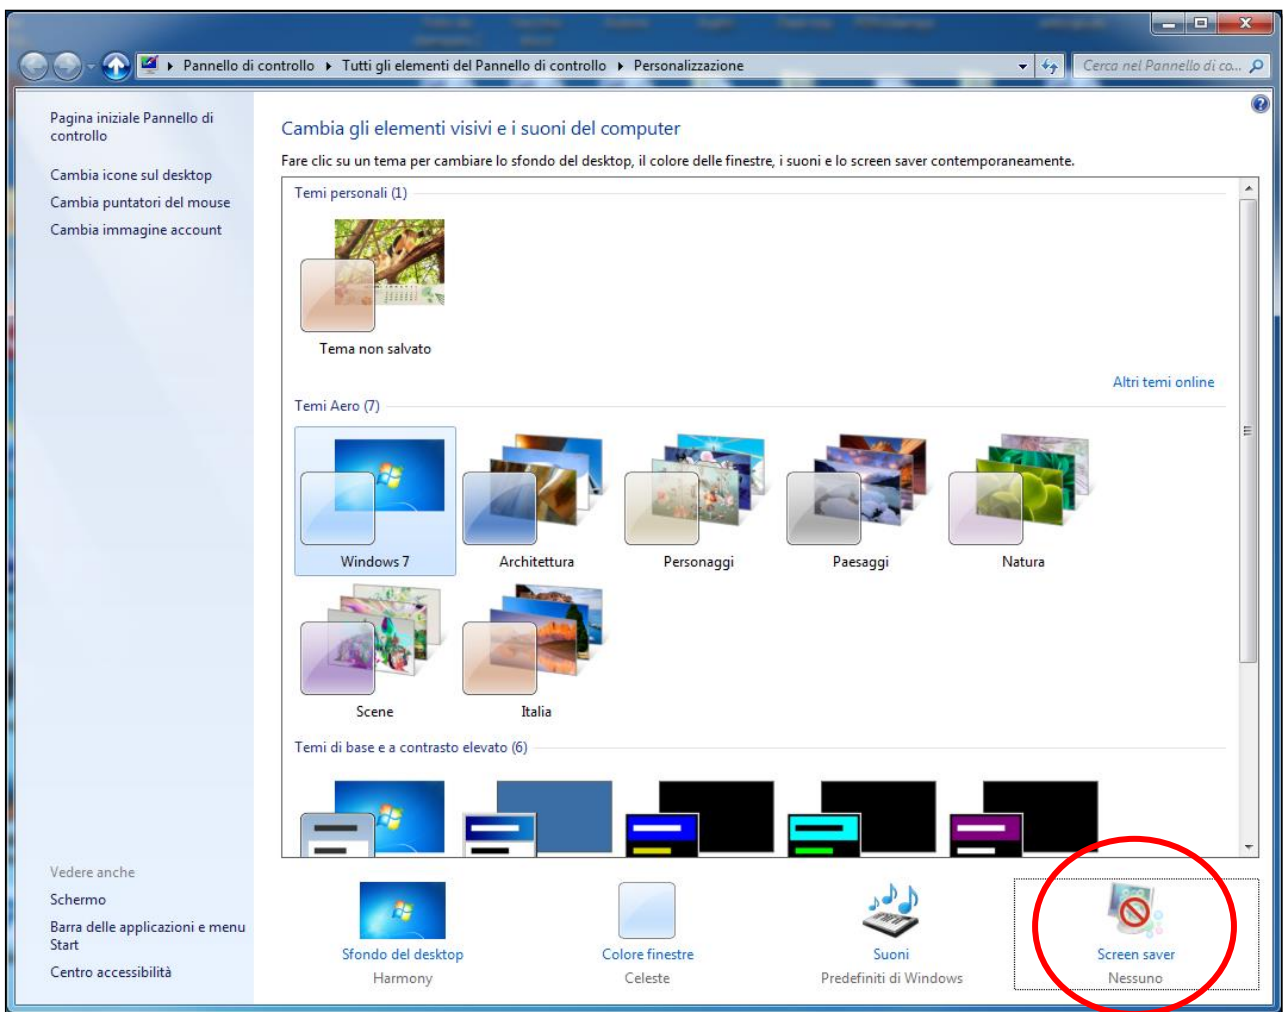 Pannello di controllo Tutti gli elementi del Pannello di controllo Personalizzazione
Cerca nel Pannello di co...
Pagina iniziale Pannello di
controllo
Cambia icone sul desktop
Cambia puntatori del mouse
Cambia immagine account
Cambia gli elementi visivi e i suoni del computer
Fare clic su un tema per cambiare lo sfondo del desktop, il colore delle finestre, i suoni e lo screen saver contemporaneamente.
Temi personali (1)
Tema non salvato
Altri temi online
Temi Aero (7)
Windows 7
Architettura
Personaggi
Paesaggi
Natura
Scene
Italia
Temi di base e a contrasto elevato (6)
Vedere anche
Schermo
Barra delle applicazioni e menu
Start
Centro accessibilità
Sfondo del desktop
Harmony
Colore finestre
Celeste
Suoni
Predefiniti di Windows
Screen saver
Nessuno